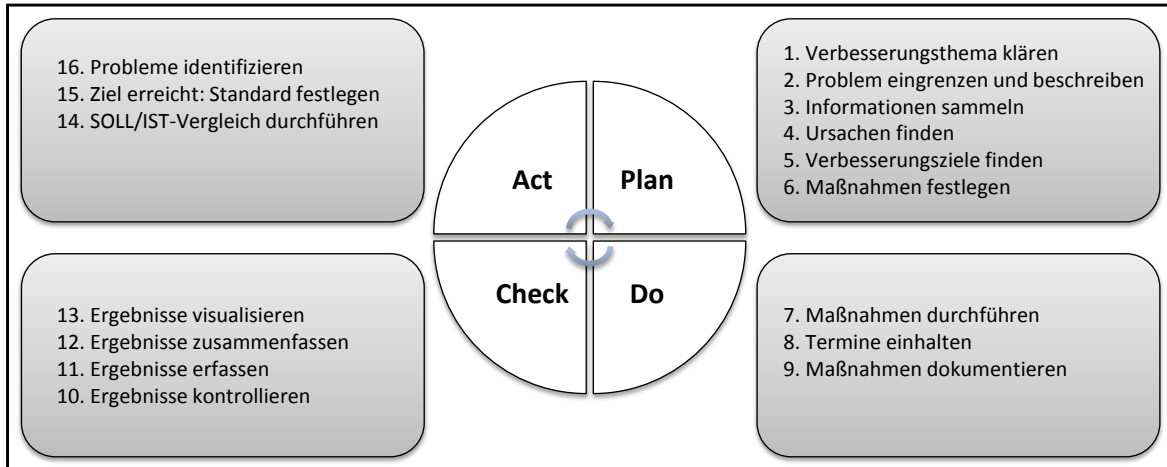 16. Probleme identifizieren
15. Ziel erreicht: Standard festlegen
14. SOLL/IST-Vergleich durchführen
1. Verbesserungsthema klären
2. Problem eingrenzen und beschreiben
3. Informationen sammeln
4. Ursachen finden
5. Verbesserungsziele finden
6. Maßnahmen festlegen
Act
Plan
Check
Do
13. Ergebnisse visualisieren
12. Ergebnisse zusammenfassen
11. Ergebnisse erfassen
10. Ergebnisse kontrollieren
7. Maßnahmen durchführen
8. Termine einhalten
9. Maßnahmen dokumentieren